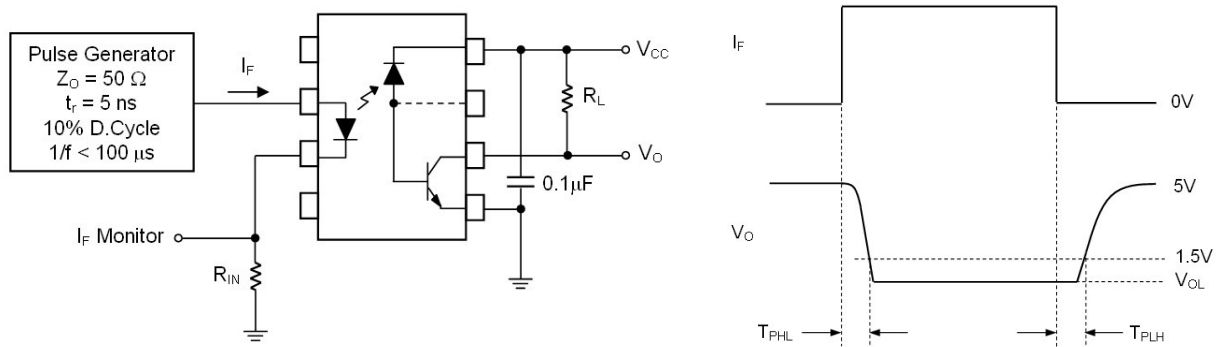 Pulse Generator
Z_O = 50 Ω
t_r = 5 ns
10% D.Cycle
1/f < 100 μs
I_F
V_CC
R_L
V_O
0.1μF
I_F Monitor
R_IN
I_F
0V
5V
V_O
1.5V
V_OL
T_PHL
T_PLH